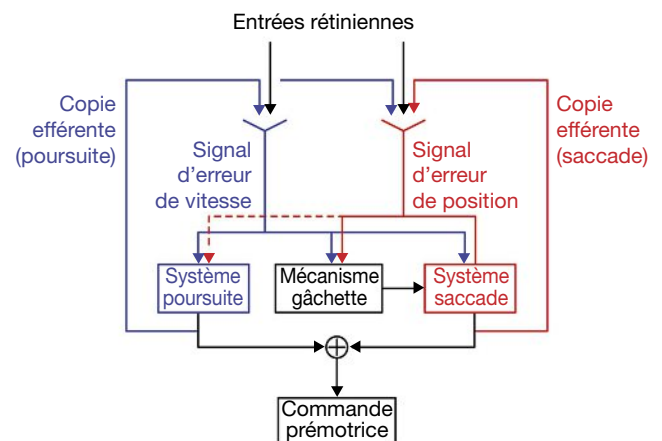 Entrées rétiniennes
Copie
efférente
(poursuite)
Signal
d'erreur
de vitesse
Signal
d'erreur
de position
Copie
efférente
(saccade)
Système
poursuite
Mécanisme
gâchette
Système
saccade
Commande
prémotrice